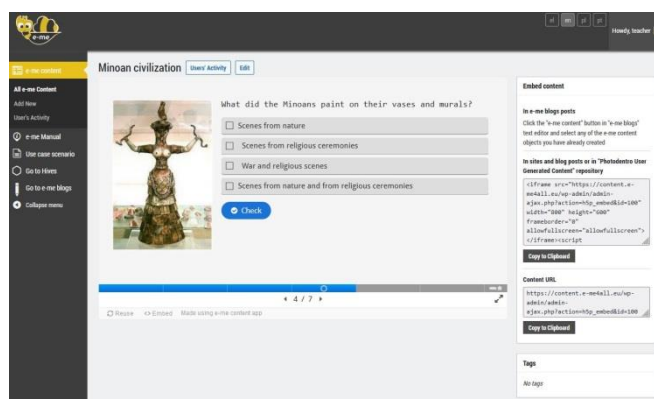 e-me
el en pl pt
Howdy, teacher
e-me content
All e-me Content
Add New
User's Activity
e-me Manual
Use case scenario
Go to Hives
Go to e-me blogs
Collapse menu
Minoan civilization Users' Activity Edit
What did the Minoans paint on their vases and murals?
Scenes from nature
Scenes from religious ceremonies
War and religious scenes
Scenes from nature and from religious ceremonies
Check
4 / 7
Reuse <> Embed Made using e-me content app
Embed content
In e-me blogs posts
Click the "e-me content" button in "e-me blogs"
text editor and select any of the e-me content
objects you have already created
In sites and blog posts or in "Photodentro User
Generated Content" repository
<iframe src="https://content.e-
me4all.eu/wp-admin/admin-
ajax.php?action=h5p_embed&id=100"
width="800" height="600"
frameborder="0"
allowfullscreen="allowfullscreen">
</iframe><script
Copy to Clipboard
Content URL
https://content.e-me4all.eu/wp-
admin/admin-
ajax.php?action=h5p_embed&id=100
Copy to Clipboard
Tags
No tags